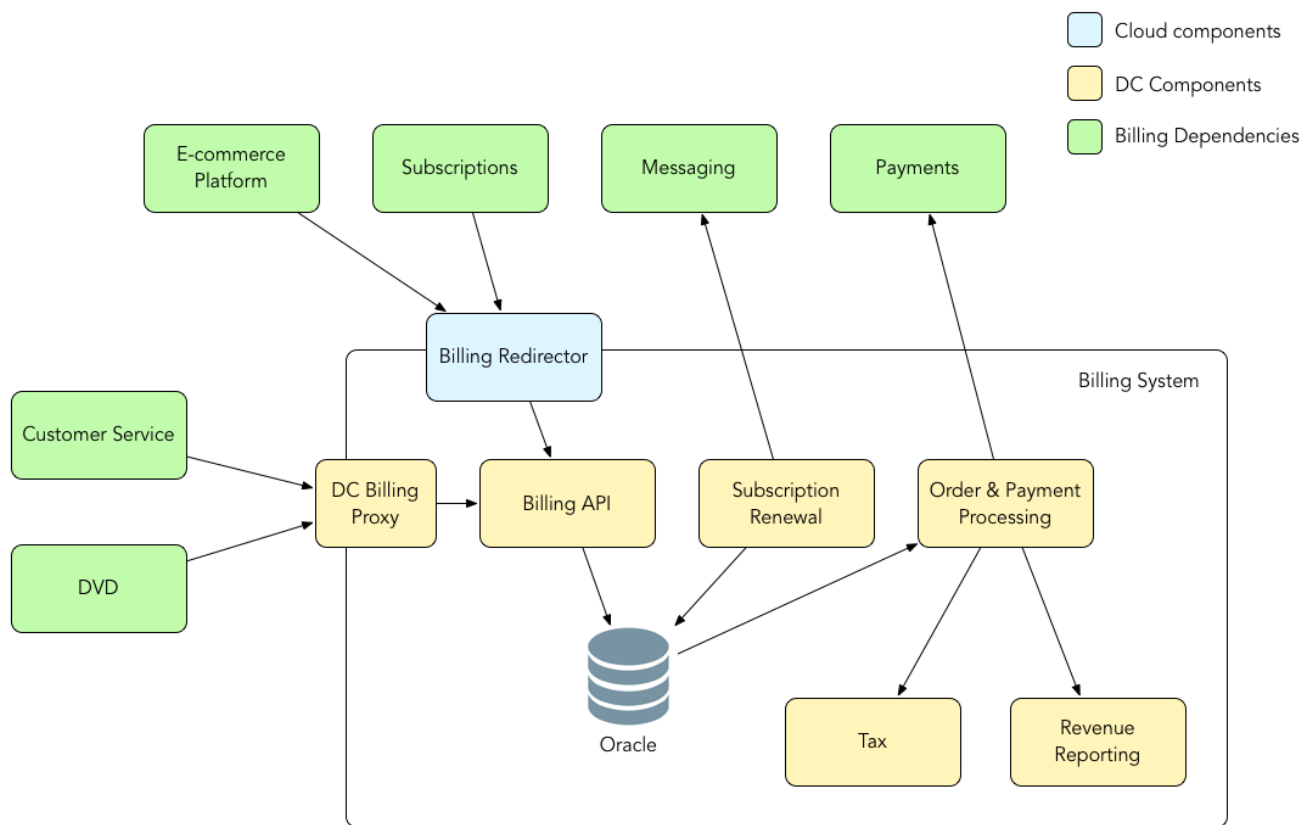 Cloud components
DC Components
Billing Dependencies
E-commerce
Platform
Subscriptions
Messaging
Payments
Billing Redirector
Billing System
Customer Service
DC Billing
Proxy
Billing API
Subscription
Renewal
Order & Payment
Processing
DVD
Oracle
Tax
Revenue
Reporting